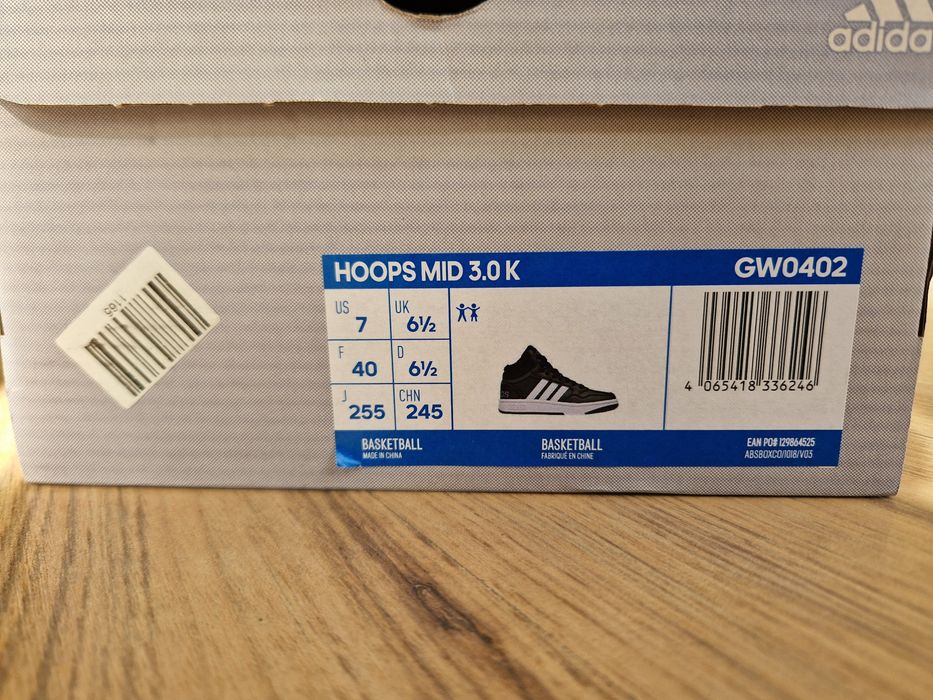 adidas
1165
HOOPS MID 3.0 K
GW0402
US 7
UK 6½
F 40
D 6½
J 255
CHN 245
4 065418 336246
BASKETBALL
MADE IN CHINA
BASKETBALL
FABRIQUÉ EN CHINE
EAN PO# 129864525
ABSBOXCO/1018/V03